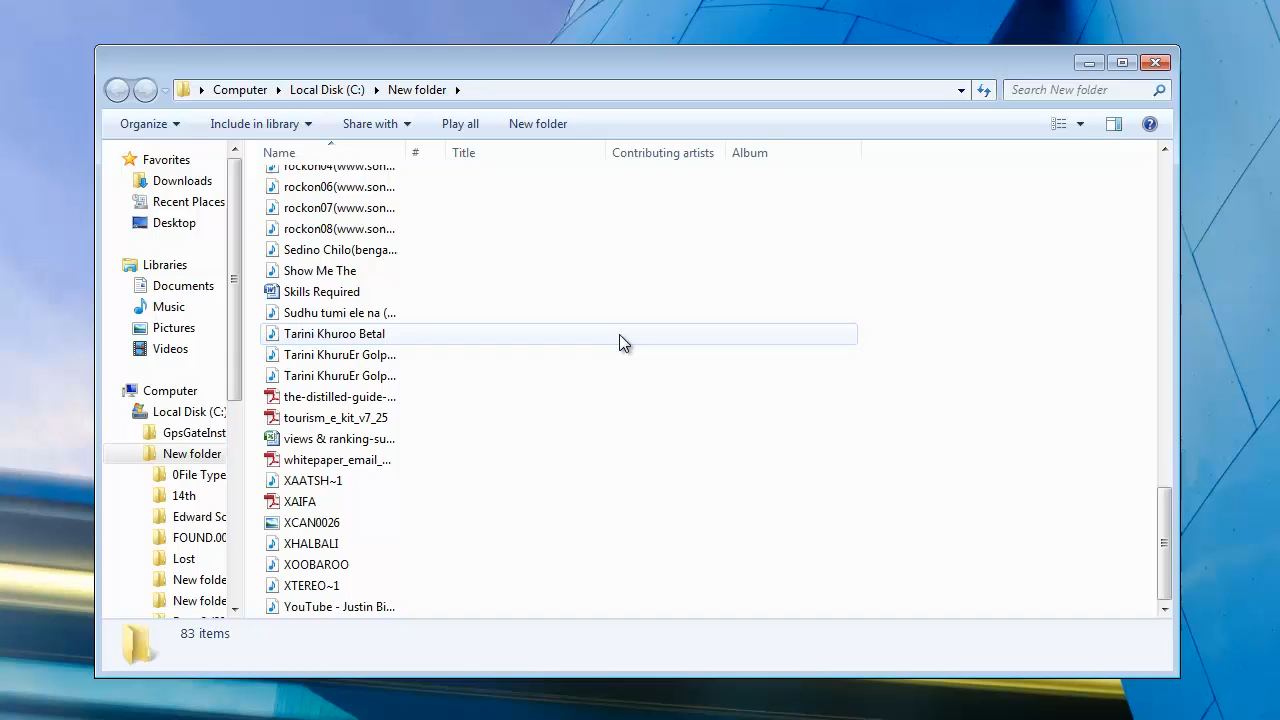 Computer Local Disk (C:) New folder Search New folder
Organize Include in library Share with Play all New folder
Name # Title Contributing artists Album
Favorites
Downloads
Recent Places
Desktop
Libraries
Documents
Music
Pictures
Videos
Computer
Local Disk (C:)
GpsGateInst
New folder
0File Type
14th
Edward Sc
FOUND.00
Lost
New folde
New folde
rockon04(www.son...
rockon06(www.son...
rockon07(www.son...
rockon08(www.son...
Sedino Chilo(benga...
Show Me The
Skills Required
Sudhu tumi ele na (...
Tarini Khuroo Betal
Tarini KhuruEr Golp...
Tarini KhuruEr Golp...
the-distilled-guide-...
tourism_e_kit_v7_25
views & ranking-su...
whitepaper_email_...
XAATSH~1
XAIFA
XCAN0026
XHALBALI
XOOBAROO
XTEREO~1
YouTube - Justin Bi...
83 items